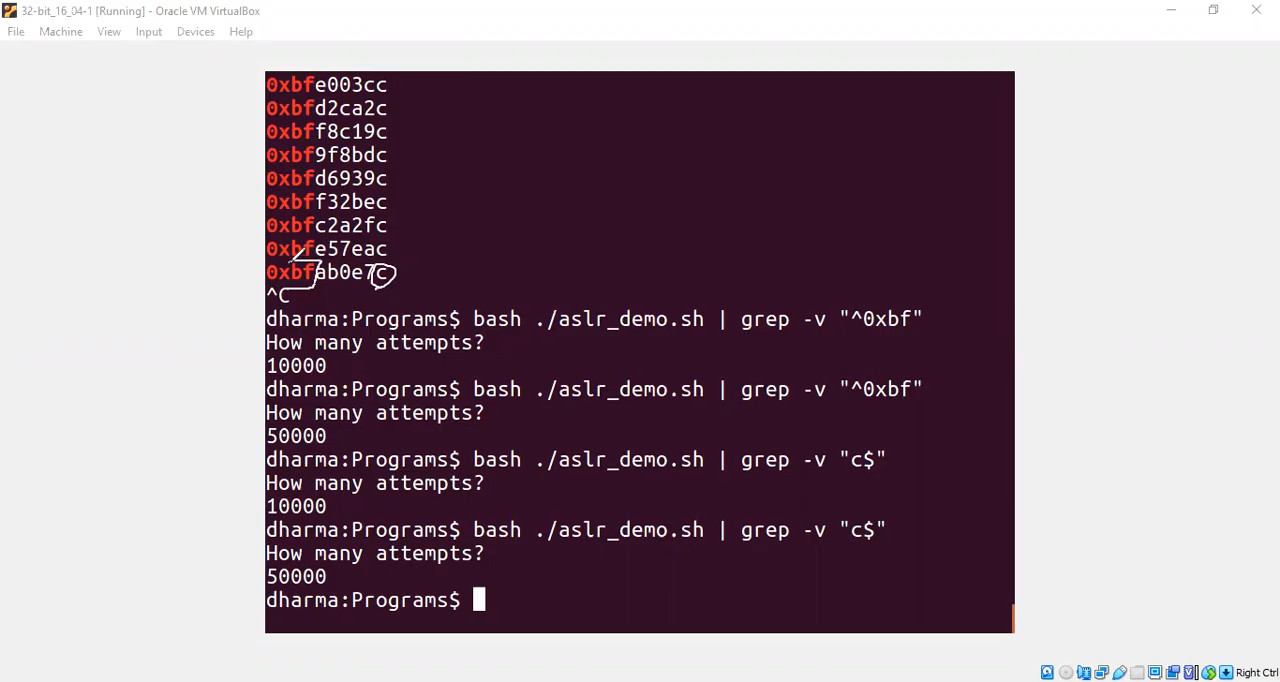 32-bit_16_04-1 [Running] - Oracle VM VirtualBox
File Machine View Input Devices Help
0xbfe003cc
0xbfd2ca2c
0xbff8c19c
0xbf9f8bdc
0xbfd6939c
0xbff32bec
0xbfc2a2fc
0xbfe57eac
0xbfab0e7c
^C
dharma:Programs$ bash ./aslr_demo.sh | grep -v "^0xbf"
How many attempts?
10000
dharma:Programs$ bash ./aslr_demo.sh | grep -v "^0xbf"
How many attempts?
50000
dharma:Programs$ bash ./aslr_demo.sh | grep -v "c$"
How many attempts?
10000
dharma:Programs$ bash ./aslr_demo.sh | grep -v "c$"
How many attempts?
50000
dharma:Programs$
Right Ctrl